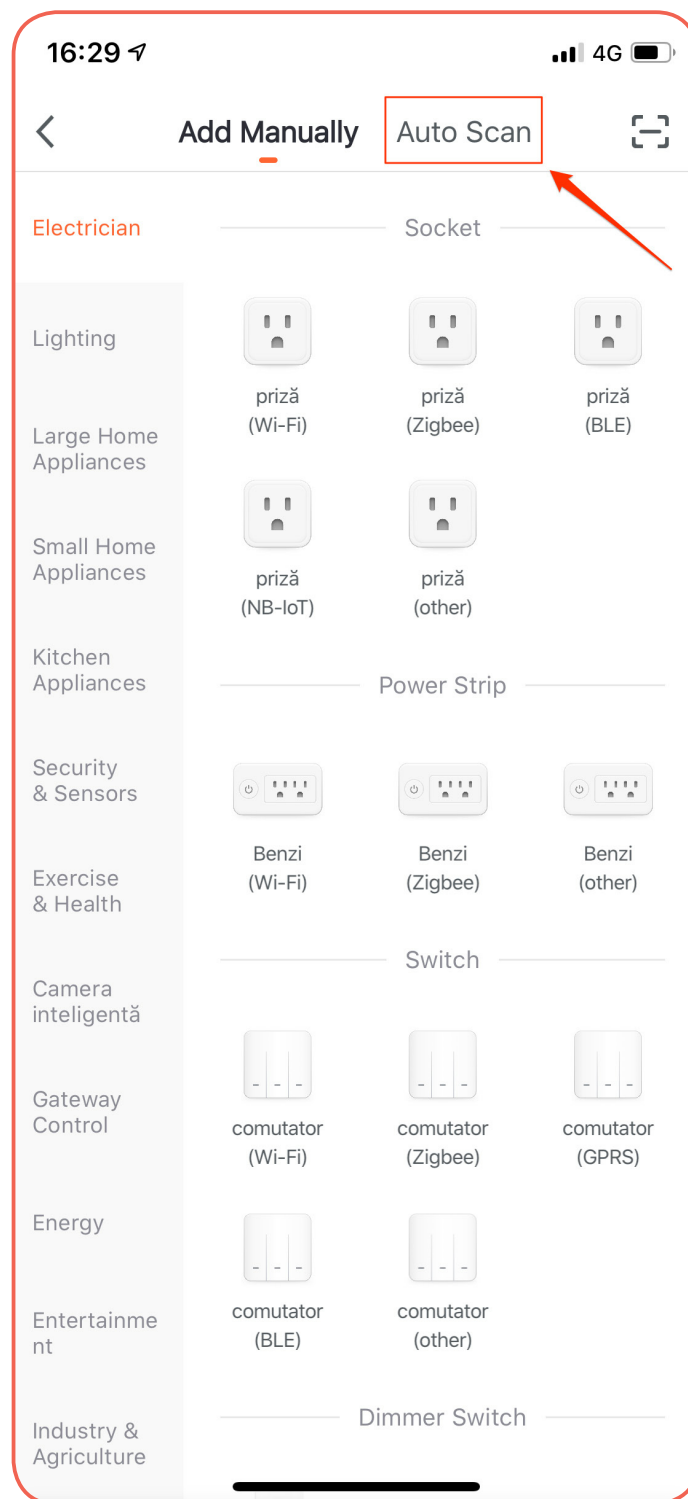 16:29
4G
Add Manually
Auto Scan
Electrician
Lighting
Large Home
Appliances
Small Home
Appliances
Kitchen
Appliances
Security
& Sensors
Exercise
& Health
Camera
inteligentă
Gateway
Control
Energy
Entertainme
nt
Industry &
Agriculture
Socket
priză
(Wi-Fi)
priză
(Zigbee)
priză
(BLE)
priză
(NB-IoT)
priză
(other)
Power Strip
Benzi
(Wi-Fi)
Benzi
(Zigbee)
Benzi
(other)
Switch
comutator
(Wi-Fi)
comutator
(Zigbee)
comutator
(GPRS)
comutator
(BLE)
comutator
(other)
Dimmer Switch